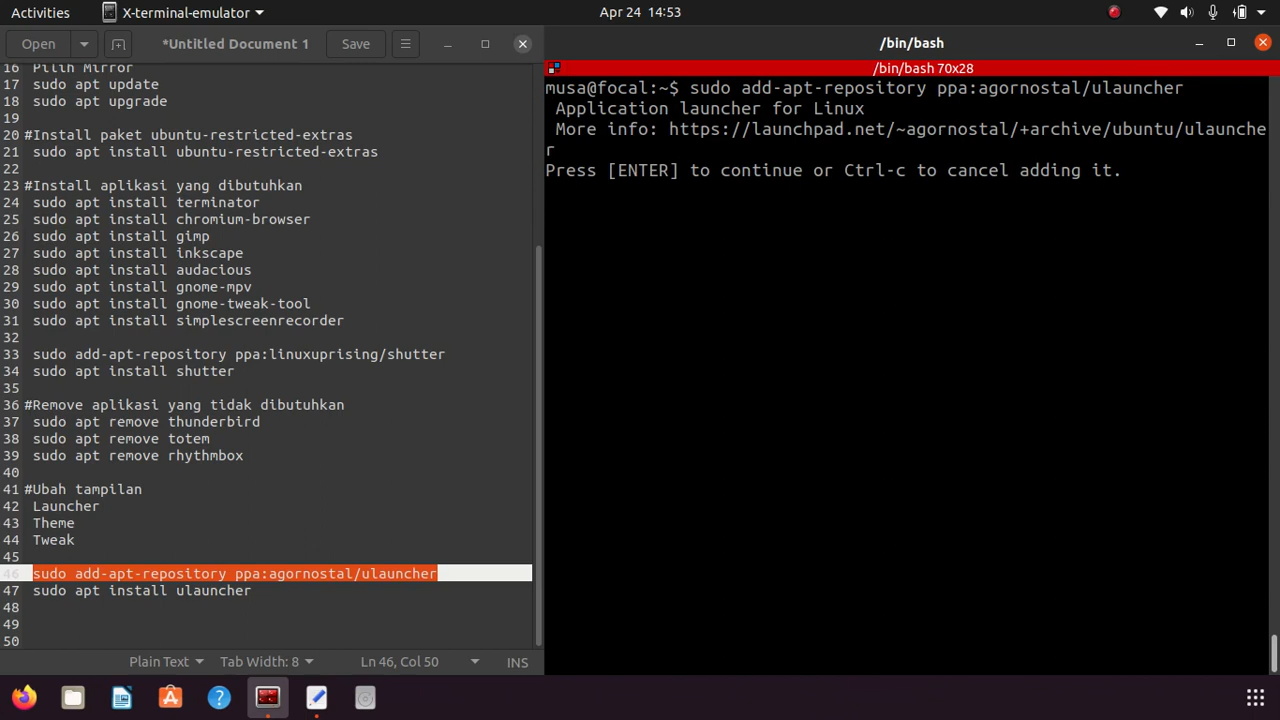 Activities
X-terminal-emulator
Apr 24 14:53
Open
*Untitled Document 1
Save
16 Pilih Mirror
17 sudo apt update
18 sudo apt upgrade
19
20 #Install paket ubuntu-restricted-extras
21 sudo apt install ubuntu-restricted-extras
22
23 #Install aplikasi yang dibutuhkan
24 sudo apt install terminator
25 sudo apt install chromium-browser
26 sudo apt install gimp
27 sudo apt install inkscape
28 sudo apt install audacious
29 sudo apt install gnome-mpv
30 sudo apt install gnome-tweak-tool
31 sudo apt install simplescreenrecorder
32
33 sudo add-apt-repository ppa:linuxuprising/shutter
34 sudo apt install shutter
35
36 #Remove aplikasi yang tidak dibutuhkan
37 sudo apt remove thunderbird
38 sudo apt remove totem
39 sudo apt remove rhythmbox
40
41 #Ubah tampilan
42 Launcher
43 Theme
44 Tweak
45
46 sudo add-apt-repository ppa:agornostal/ulauncher
47 sudo apt install ulauncher
48
49
50
Plain Text
Tab Width: 8
Ln 46, Col 50
INS
/bin/bash
/bin/bash 70x28
musa@focal:~$ sudo add-apt-repository ppa:agornostal/ulauncher
Application launcher for Linux
More info: https://launchpad.net/~agornostal/+archive/ubuntu/ulaunche
r
Press [ENTER] to continue or Ctrl-c to cancel adding it.